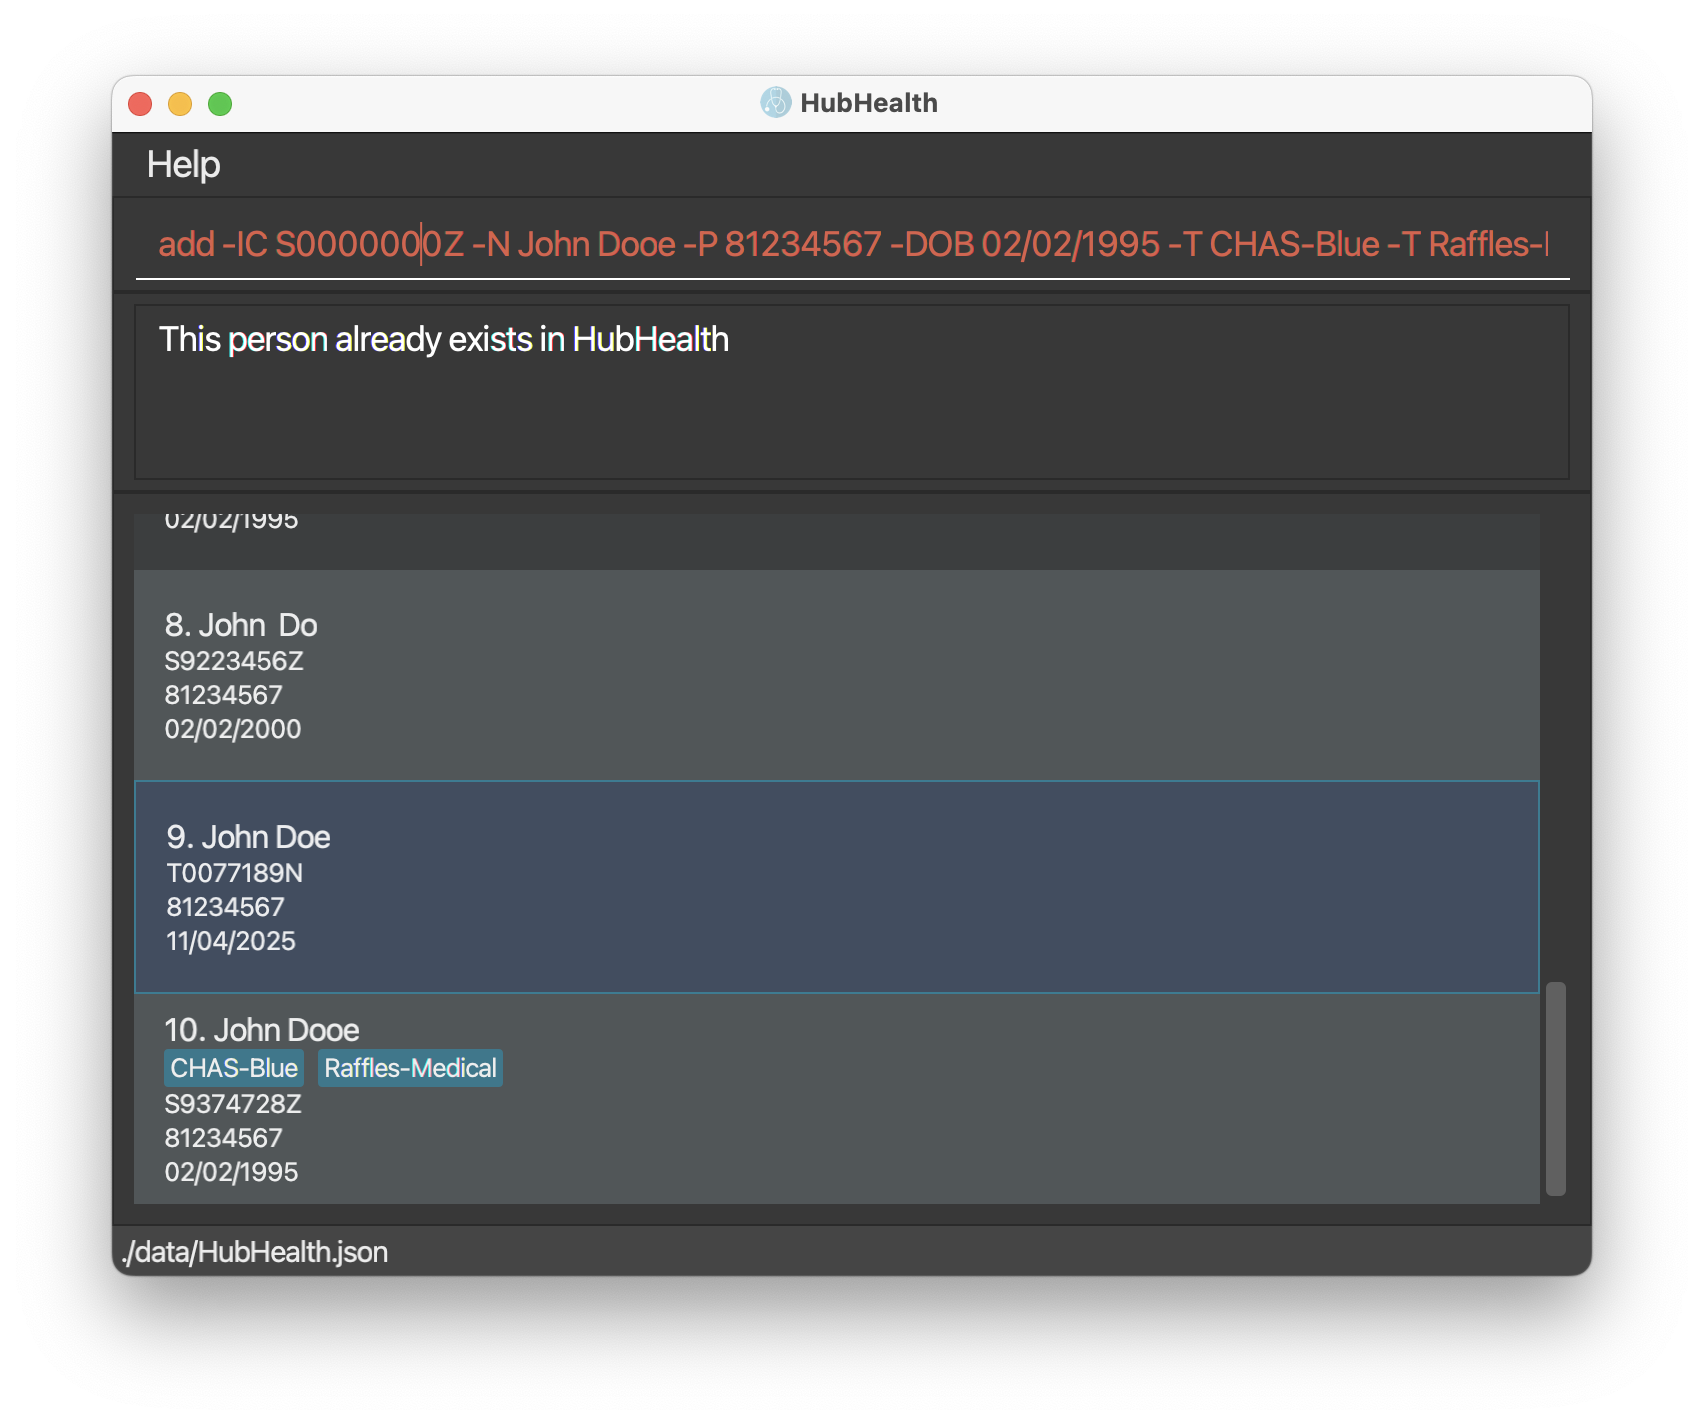 HubHealth
Help
add -IC S0000000Z -N John Dooe -P 81234567 -DOB 02/02/1995 -T CHAS-Blue -T Raffles-
This person already exists in HubHealth
02/02/1995
8. John  Do
S9223456Z
81234567
02/02/2000
9. John Doe
T0077189N
81234567
11/04/2025
10. John Dooe
CHAS-Blue Raffles-Medical
S9374728Z
81234567
02/02/1995
./data/HubHealth.json